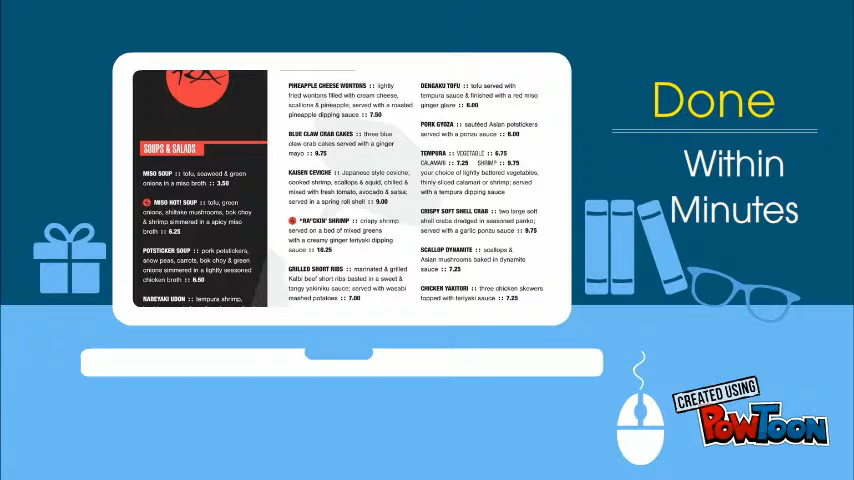 SOUPS & SALADS
MISO SOUP :: tofu, seaweed & green
onions in a miso broth :: 3.50
MISO HOT! SOUP :: tofu, green
onions, shiitake mushrooms, bok choy
& shrimp simmered in a spicy miso
broth :: 6.25
POTSTICKER SOUP :: pork potstickers,
snow peas, carrots, bok choy & green
onions simmered in a lightly seasoned
chicken broth :: 6.50
NABEYAKI UDON :: tempura shrimp,
PINEAPPLE CHEESE WONTONS :: lightly
fried wontons filled with cream cheese,
scallions & pineapple; served with a roasted
pineapple dipping sauce :: 7.50
BLUE CLAW CRAB CAKES :: three blue
claw crab cakes served with a ginger
mayo :: 9.75
KAISEN CEVICHE :: Japanese style ceviche;
cooked shrimp, scallops & squid, chilled &
mixed with fresh tomato, avocado & salsa;
served in a spring roll shell :: 9.00
"RA"CKIN' SHRIMP :: crispy shrimp
served on a bed of mixed greens
with a creamy ginger teriyaki dipping
sauce :: 10.25
GRILLED SHORT RIBS :: marinated & grilled
Kalbi beef short ribs basted in a sweet &
tangy yakiniku sauce; served with wasabi
mashed potatoes :: 7.00
DENGAKU TOFU :: tofu served with
tempura sauce & finished with a red miso
ginger glaze :: 6.00
PORK GYOZA :: sautéed Asian potstickers
served with a ponzu sauce :: 6.00
TEMPURA :: VEGETABLE :: 6.75
CALAMARI :: 7.25 SHRIMP :: 9.75
your choice of lightly battered vegetables,
thinly sliced calamari or shrimp; served
with a tempura dipping sauce
CRISPY SOFT SHELL CRAB :: two large soft
shell crabs dredged in seasoned panko;
served with a garlic ponzu sauce :: 9.75
SCALLOP DYNAMITE :: scallops &
Asian mushrooms baked in dynamite
sauce :: 7.25
CHICKEN YAKITORI :: three chicken skewers
topped with teriyaki sauce :: 7.25
Done
Within
Minutes
CREATED USING
POWTOON